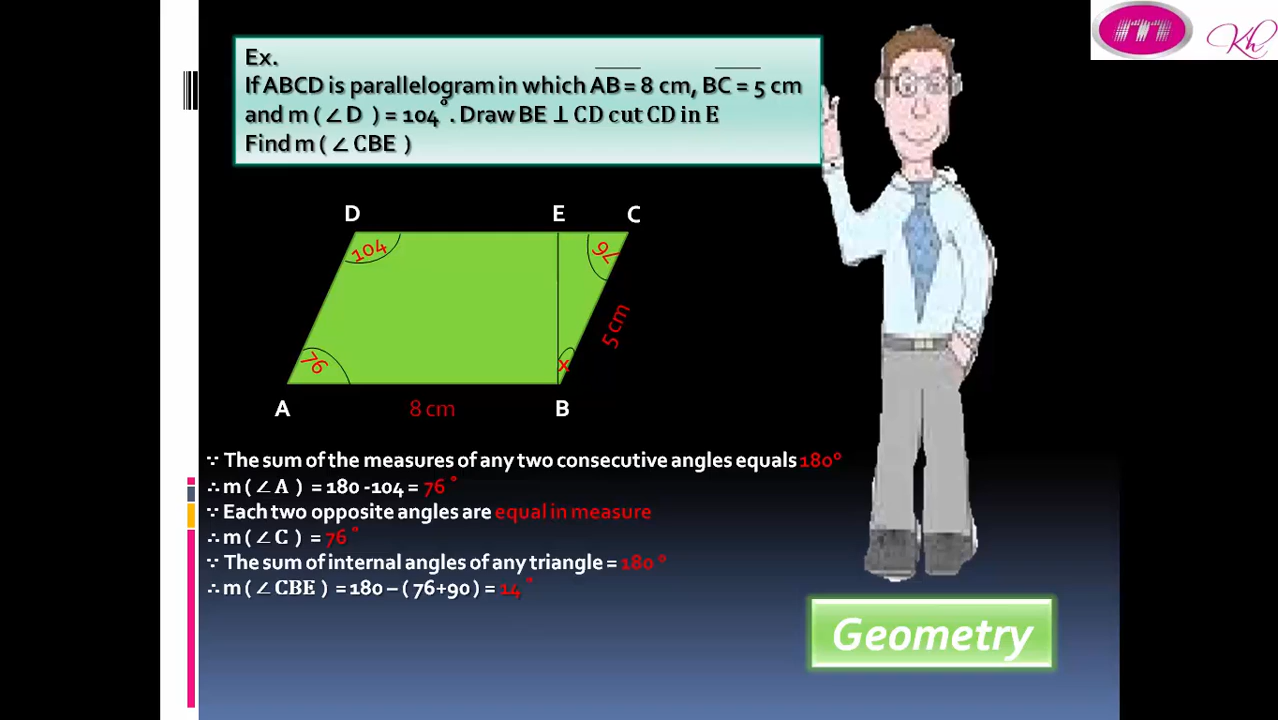 Ex.
If ABCD is parallelogram in which AB = 8 cm, BC = 5 cm
and m ( ∠ D ) = 104° . Draw BE ⊥ CD cut CD in E
Find m ( ∠ CBE )
D E C
104
76
x
5 cm
A 8 cm B
∵ The sum of the measures of any two consecutive angles equals 180°
∴ m ( ∠ A ) = 180 -104 = 76 °
∵ Each two opposite angles are equal in measure
∴ m ( ∠ C ) = 76 °
∵ The sum of internal angles of any triangle = 180 °
∴ m ( ∠ CBE ) = 180 – ( 76+90 ) = 14 °
Geometry
m
Kh